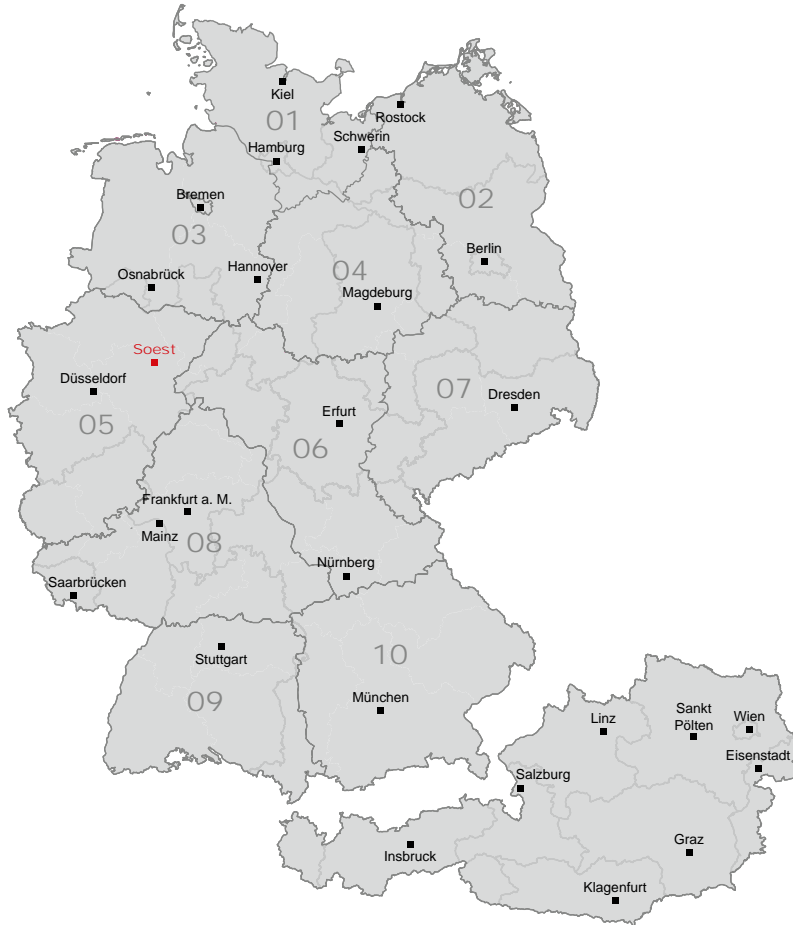 Kiel
Rostock
01
Schwerin
Hamburg
Bremen
02
03
Berlin
Osnabrück
Hannover
04
Magdeburg
Soest
Düsseldorf
07
Dresden
05
Erfurt
06
Frankfurt a. M.
Mainz
08
Nürnberg
Saarbrücken
Stuttgart
10
09
München
Linz
Sankt
Pölten
Wien
Eisenstadt
Salzburg
Insbruck
Graz
Klagenfurt